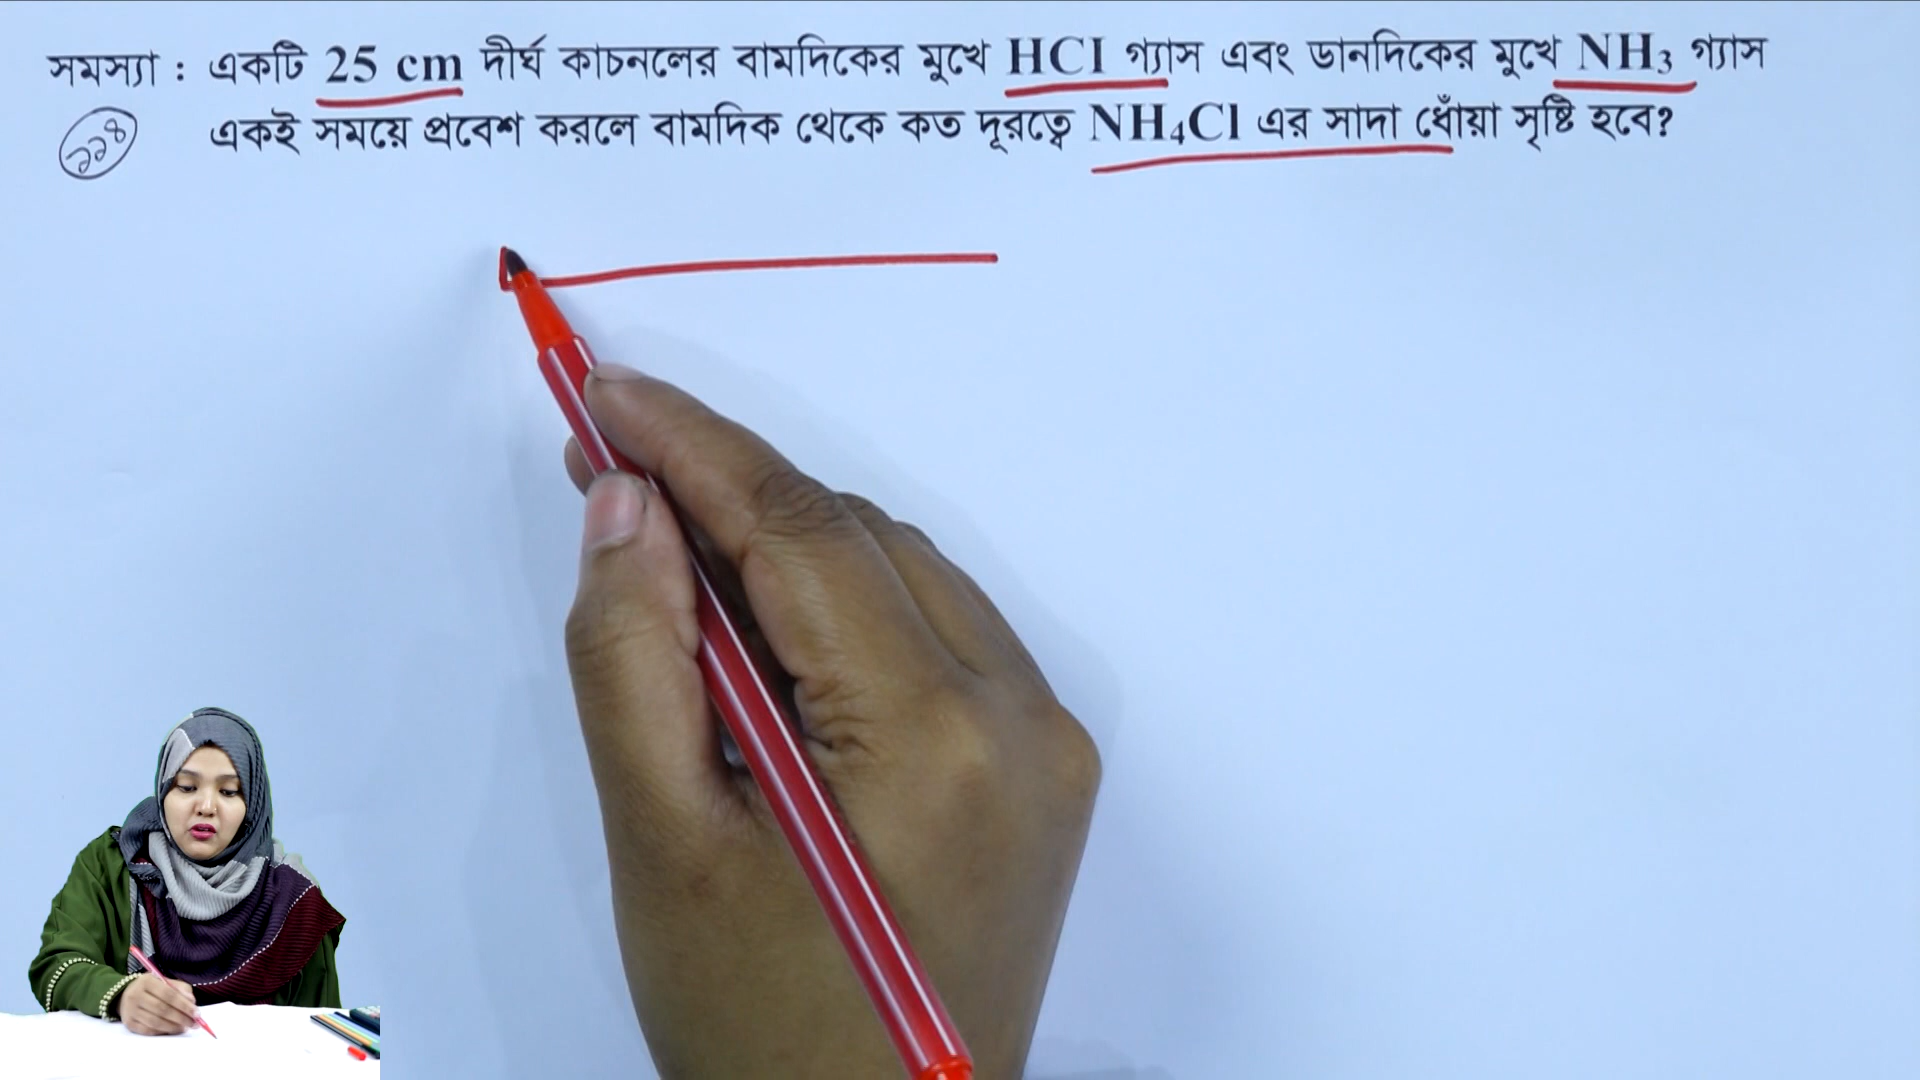 সমস্যা : একটি 25 cm দীর্ঘ কাচনলের বামদিকের মুখে HCl গ্যাস এবং ডানদিকের মুখে NH₃ গ্যাস
একই সময়ে প্রবেশ করলে বামদিক থেকে কত দূরত্বে NH₄Cl এর সাদা ধোঁয়া সৃষ্টি হবে?